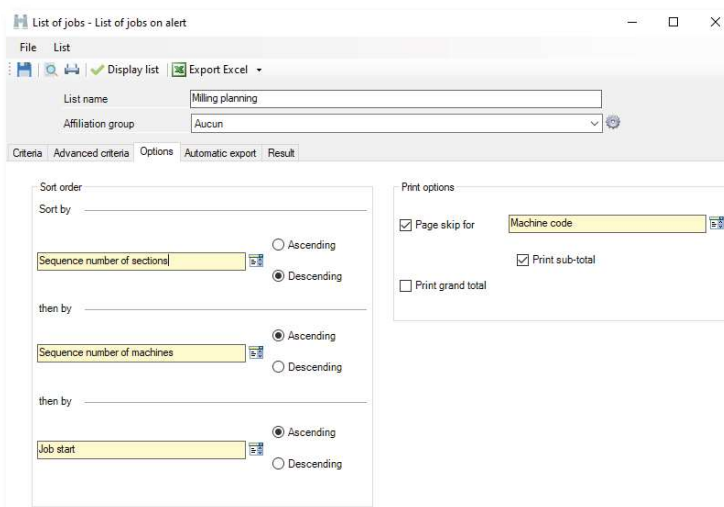 List of jobs - List of jobs on alert
File List
Display list Export Excel
List name Milling planning
Affiliation group Aucun
Criteria Advanced criteria Options Automatic export Result
Sort order
Sort by
Ascending
Sequence number of sections
Descending
then by
Ascending
Sequence number of machines
Descending
then by
Ascending
Job start
Descending
Print options
Page skip for Machine code
Print sub-total
Print grand total